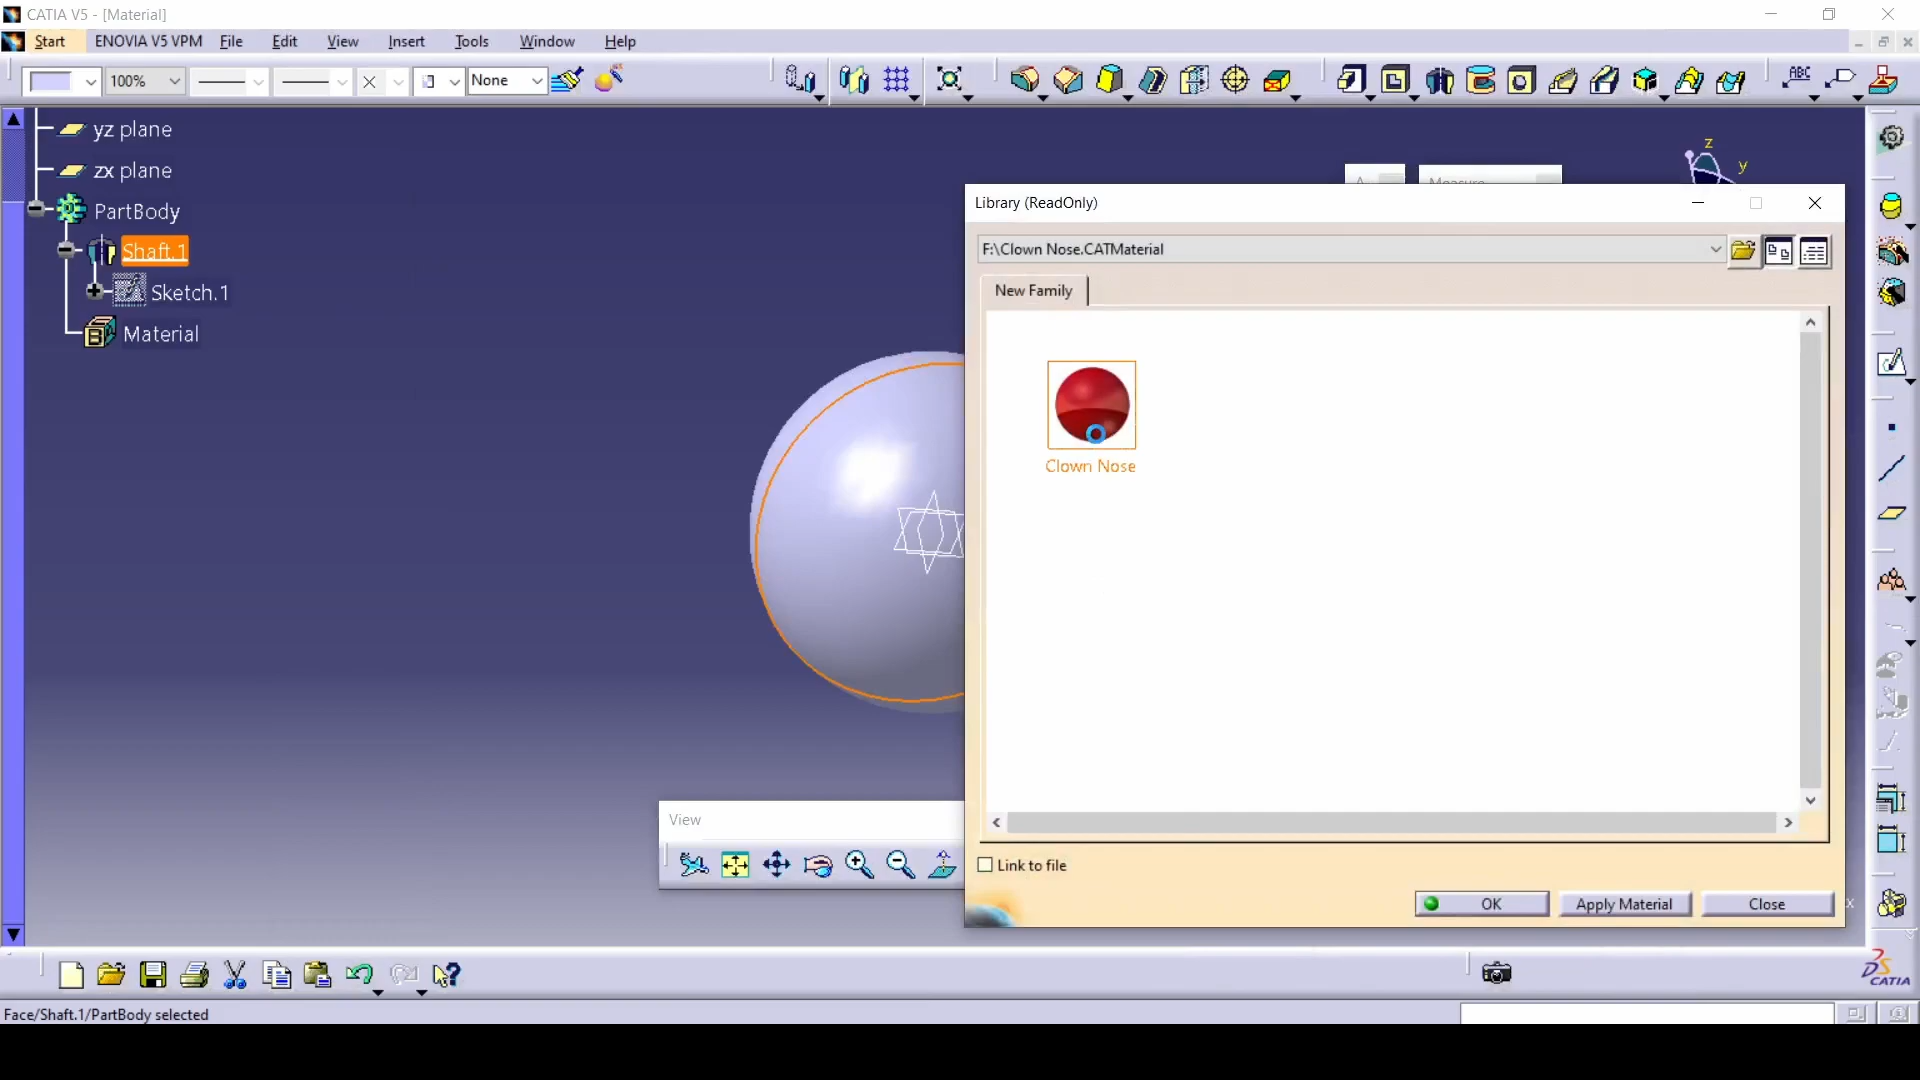 CATIA V5 - [Material]
Start ENOVIA V5 VPM File Edit View Insert Tools Window Help
100% None ABC
yz plane
zx plane
PartBody
Shaft.1
Sketch.1
Material
z
y
Measure
Library (ReadOnly)
F:\Clown Nose.CATMaterial
New Family
Clown Nose
View
Link to file
OK Apply Material Close
x
CATIA
Face/Shaft.1/PartBody selected